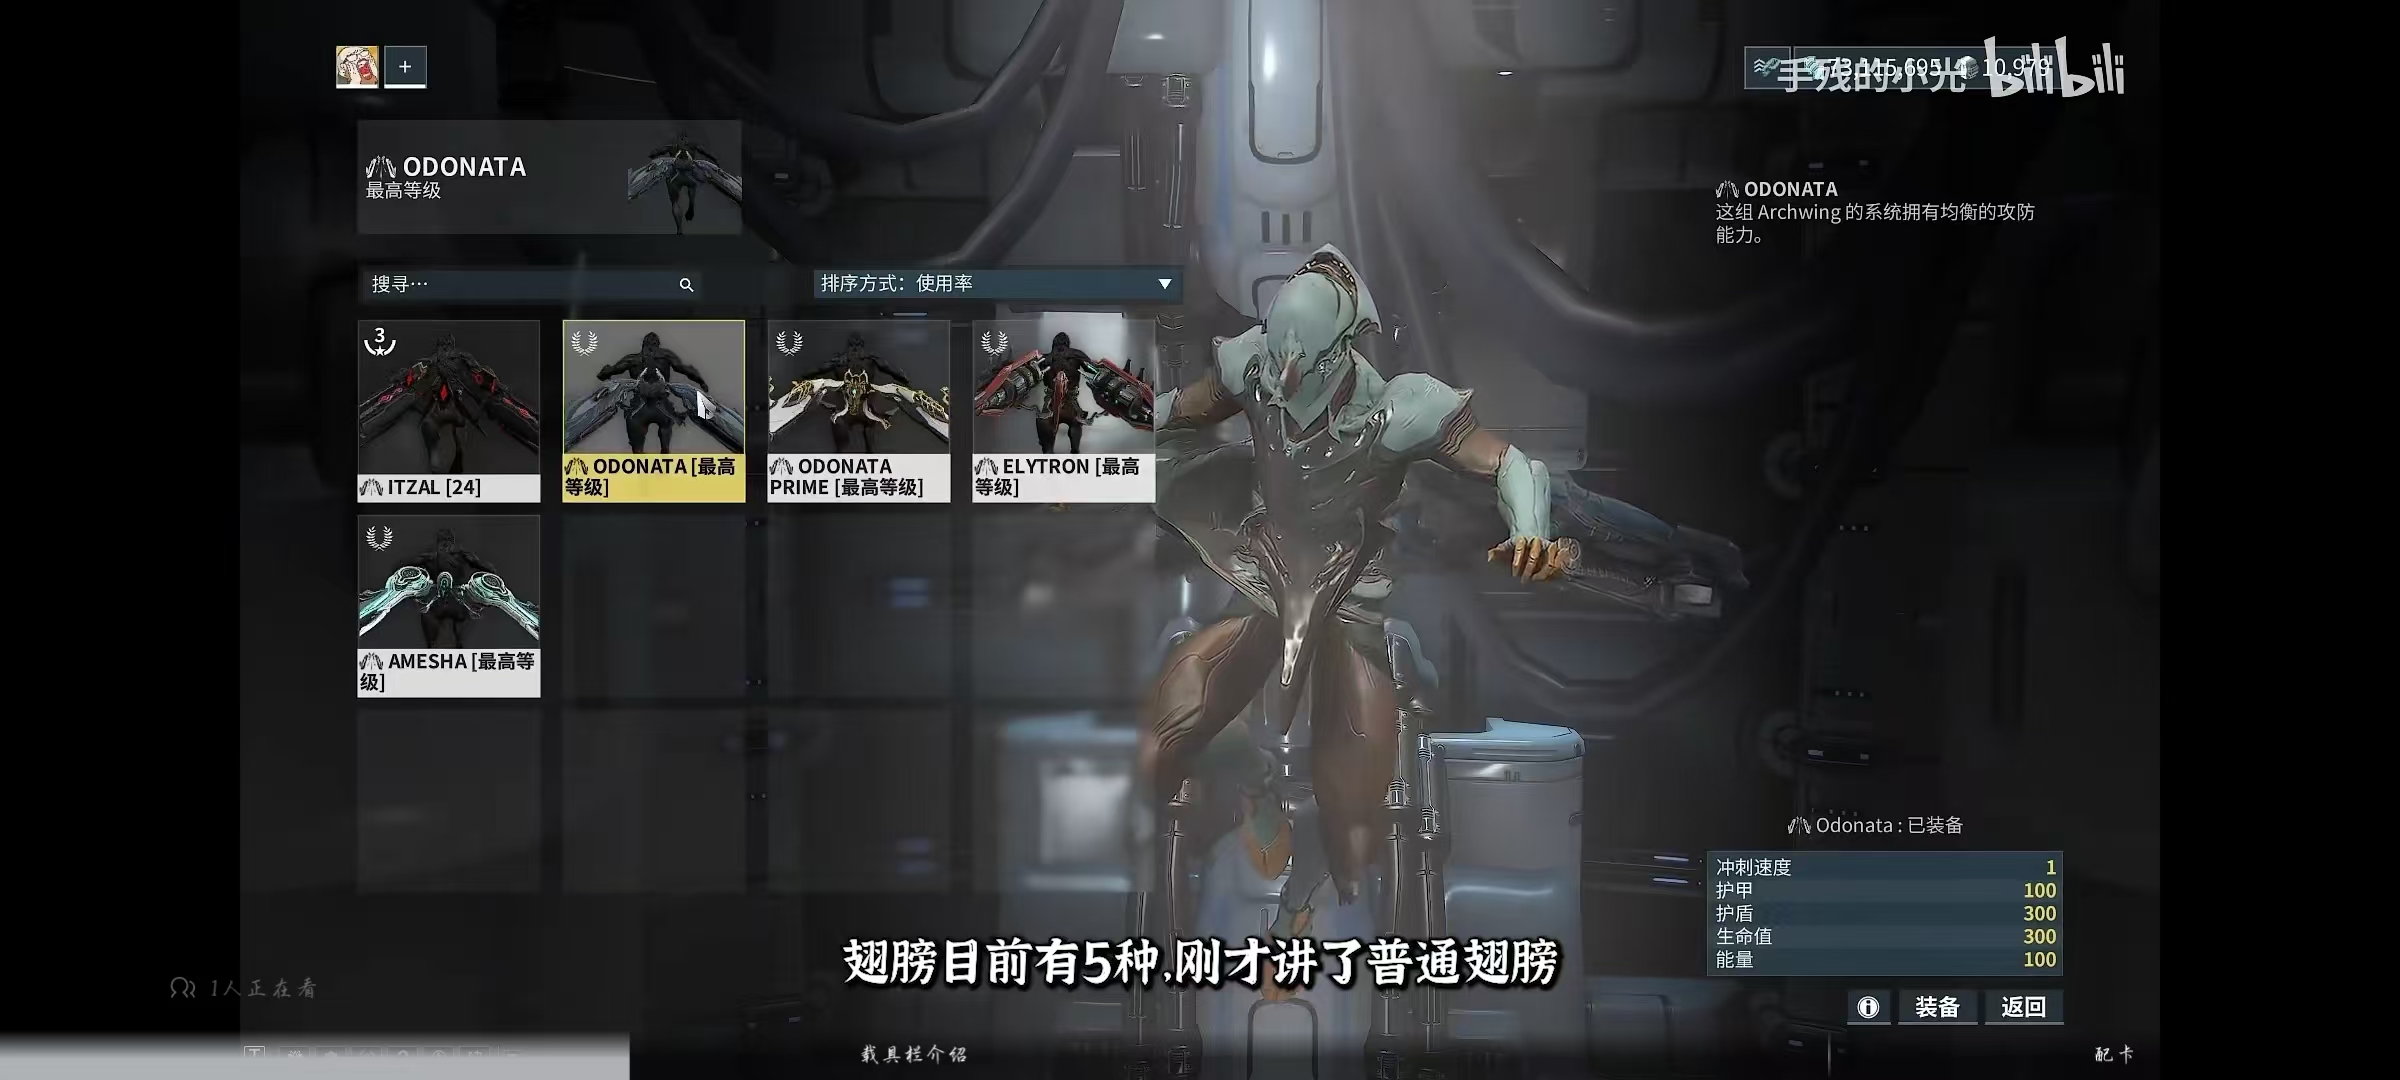 +
73,115,695
10,979
手残的小光
bilibili
ODONATA
最高等级
ODONATA
这组 Archwing 的系统拥有均衡的攻防
能力。
搜寻…
排序方式: 使用率
3
ITZAL [24]
ODONATA [最高
等级]
ODONATA
PRIME [最高等级]
ELYTRON [最高
等级]
AMESHA [最高等
级]
Odonata : 已装备
冲刺速度 1
护甲 100
护盾 300
生命值 300
能量 100
翅膀目前有5种,刚才讲了普通翅膀
1人正在看
装备
返回
载具栏介绍
配卡